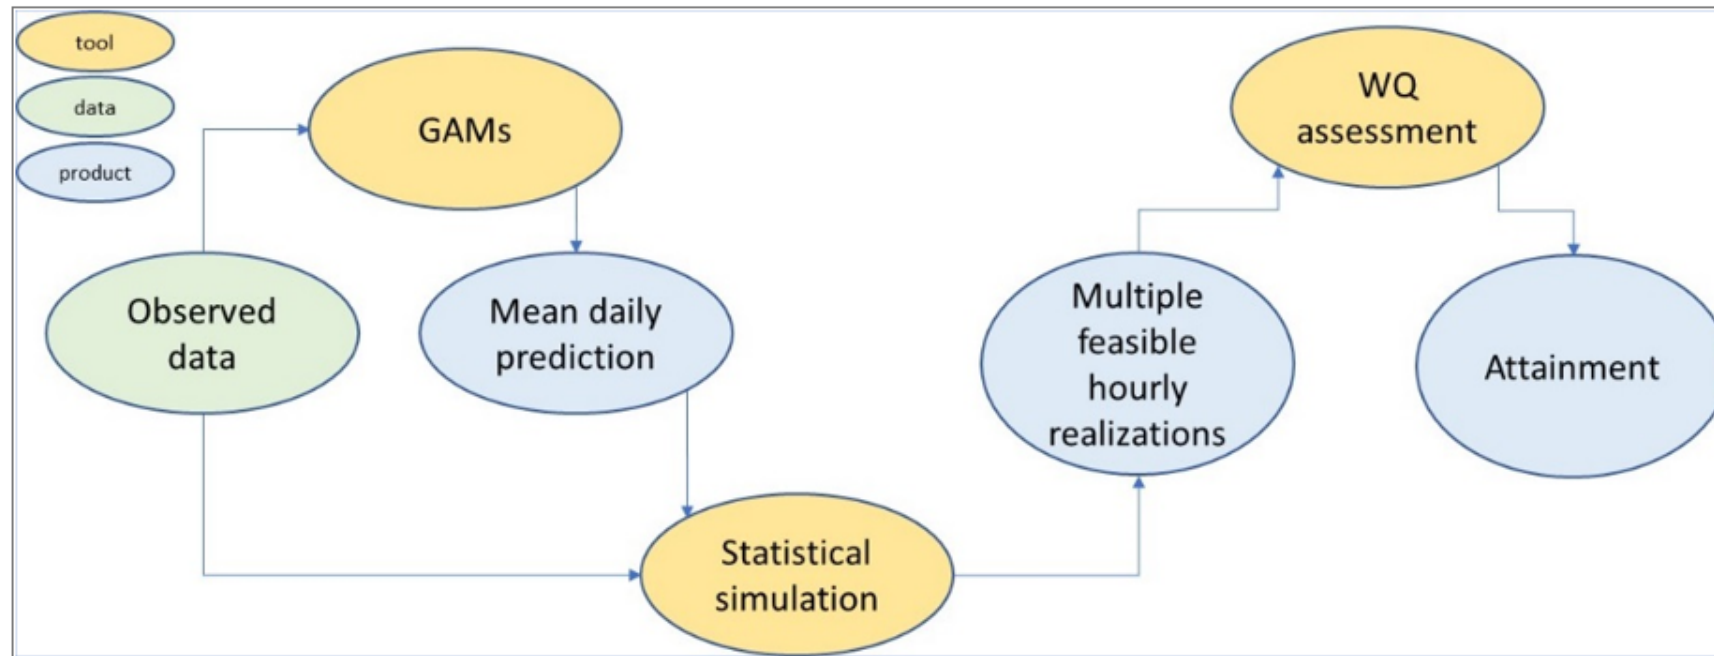 tool
data
product
GAMs
WQ
assessment
Observed
data
Mean daily
prediction
Multiple
feasible
hourly
realizations
Attainment
Statistical
simulation